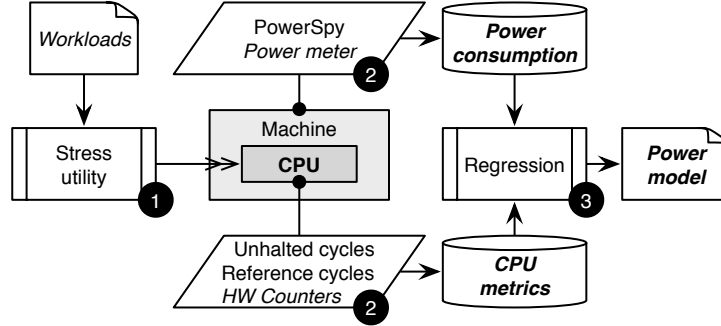 Workloads
PowerSpy
Power meter
2
Power
consumption
Stress
utility
1
Machine
CPU
Regression
3
Power
model
Unhalted cycles
Reference cycles
HW Counters
2
CPU
metrics